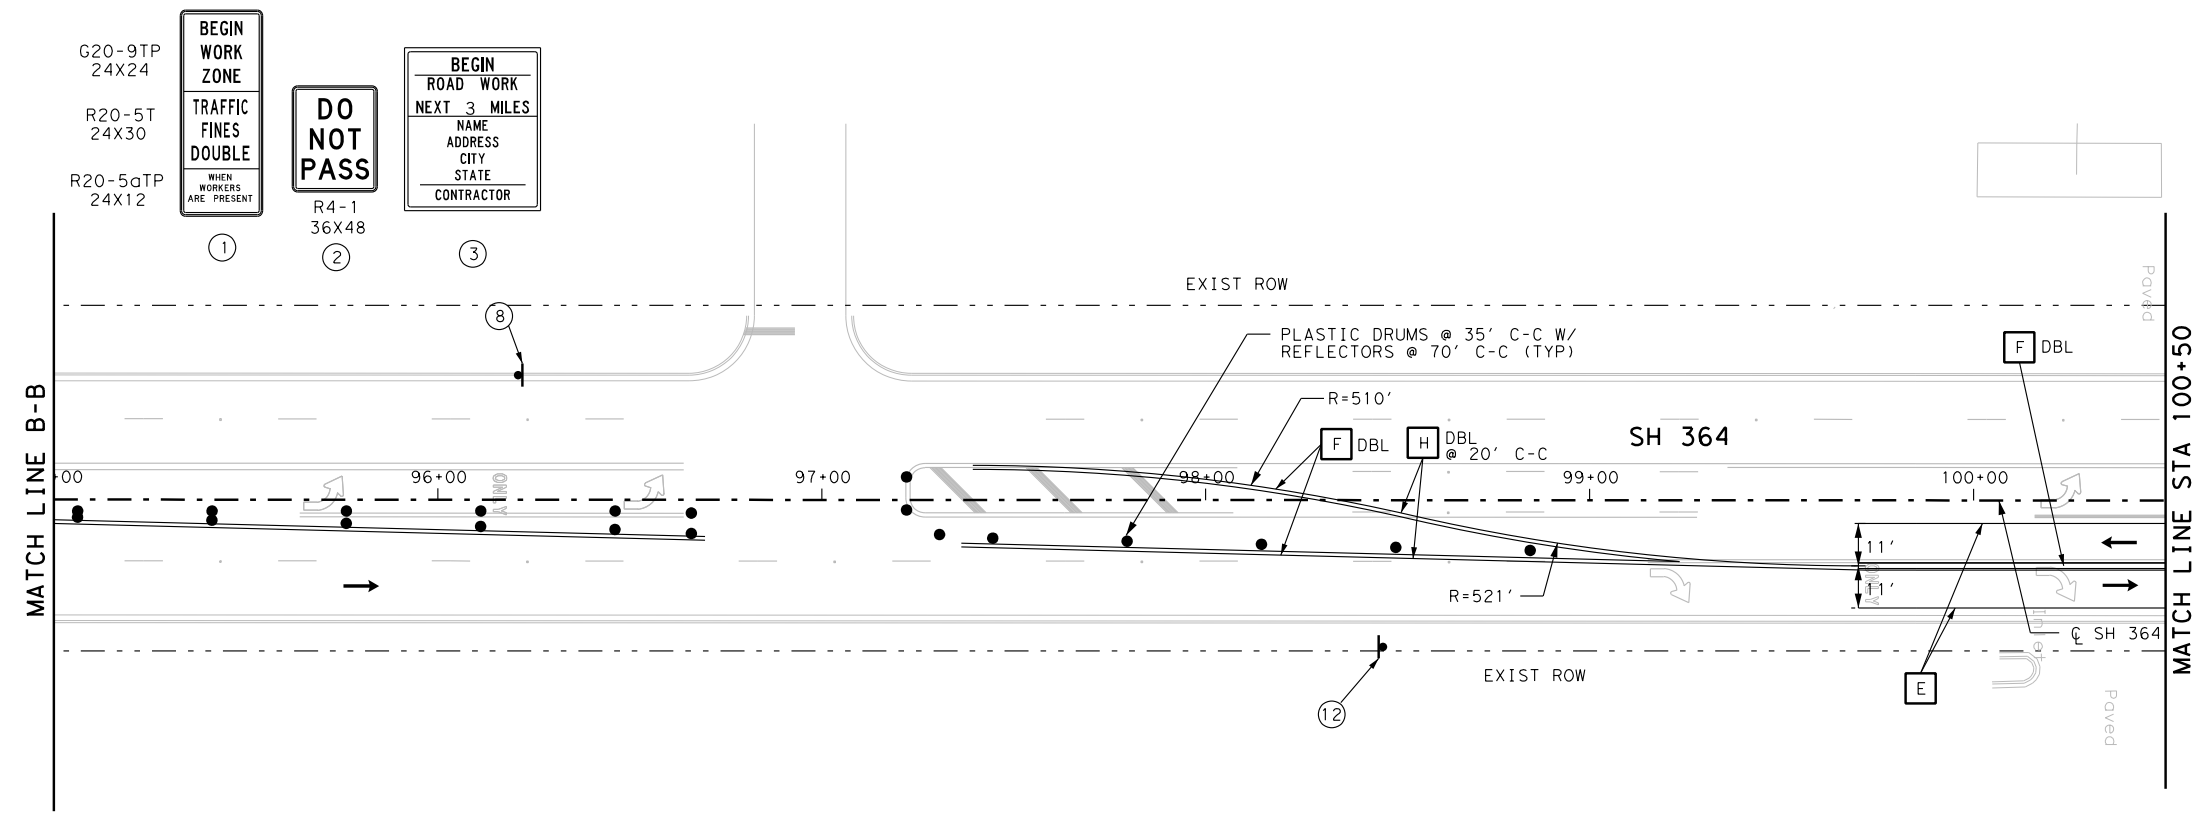 G20-9TP
24X24
R20-5T
24X30
R20-5aTP
24X12
BEGIN
WORK
ZONE
TRAFFIC
FINES
DOUBLE
WHEN
WORKERS
ARE PRESENT
1
DO
NOT
PASS
R4-1
36X48
2
BEGIN
ROAD WORK
NEXT 3 MILES
NAME
ADDRESS
CITY
STATE
CONTRACTOR
3
EXIST ROW
8
PLASTIC DRUMS @ 35' C-C W/
REFLECTORS @ 70' C-C (TYP)
R=510'
F DBL
H DBL
@ 20' C-C
SH 364
F DBL
Paved
MATCH LINE B-B
+00
96+00
97+00
98+00
99+00
100+00
ONLY
11'
11'
ONLY
R=521'
Inlet
℄ SH 364
EXIST ROW
12
E
Paved
MATCH LINE STA 100+50